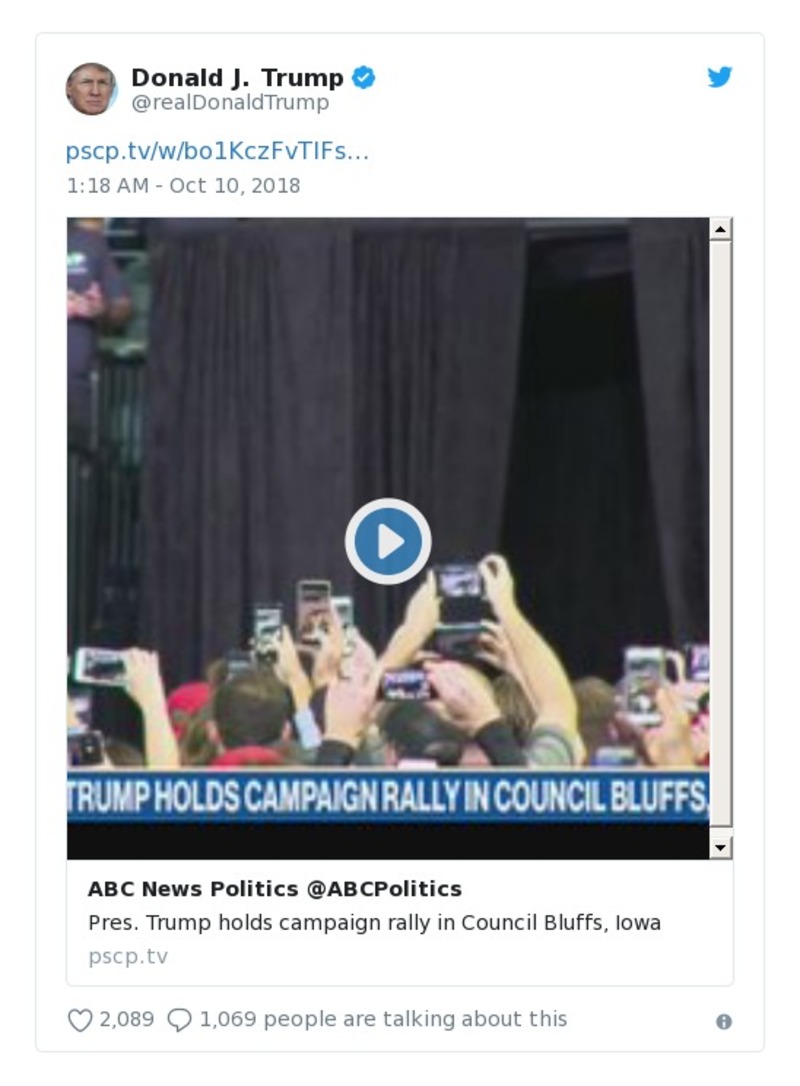 Donald J. Trump
@realDonaldTrump
pscp.tv/w/bo1KczFvTIFs…
1:18 AM - Oct 10, 2018
TRUMP HOLDS CAMPAIGN RALLY IN COUNCIL BLUFFS,
ABC News Politics @ABCPolitics
Pres. Trump holds campaign rally in Council Bluffs, Iowa
pscp.tv
2,089 1,069 people are talking about this